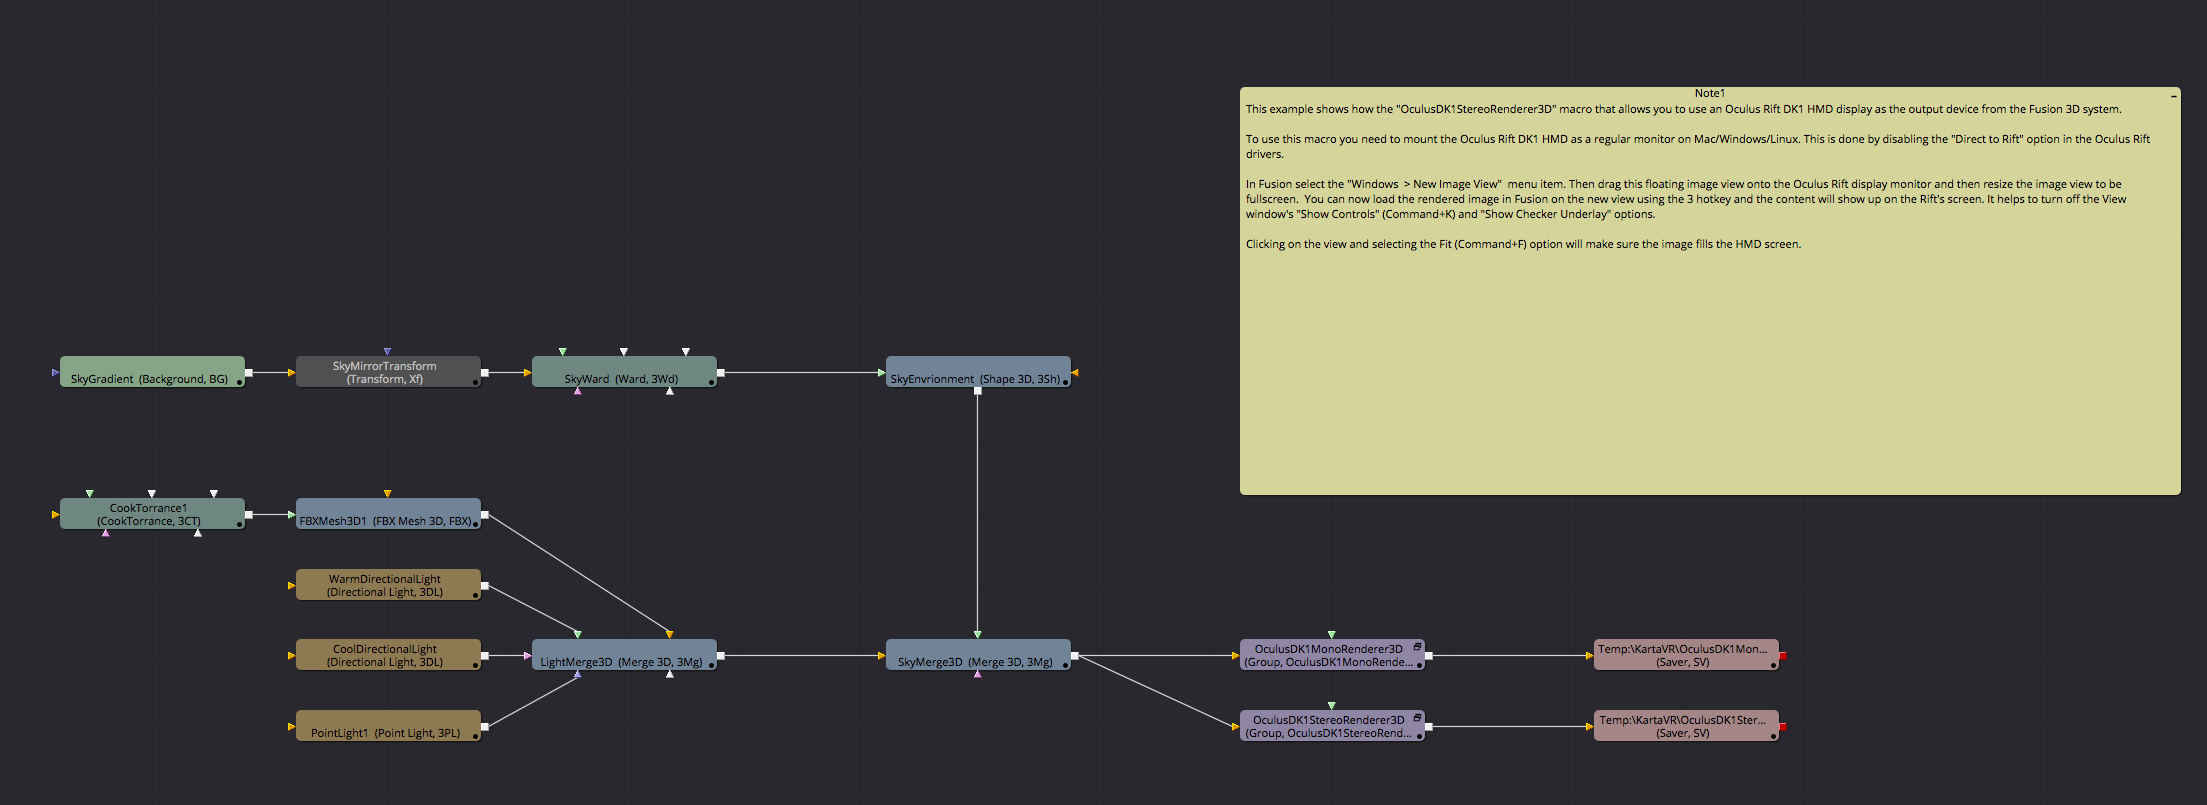 Note1
This example shows how the "OculusDK1StereoRenderer3D" macro that allows you to use an Oculus Rift DK1 HMD display as the output device from the Fusion 3D system.
To use this macro you need to mount the Oculus Rift DK1 HMD as a regular monitor on Mac/Windows/Linux. This is done by disabling the "Direct to Rift" option in the Oculus Rift
drivers.
In Fusion select the "Windows  > New Image View"  menu item. Then drag this floating image view onto the Oculus Rift display monitor and then resize the image view to be
fullscreen.  You can now load the rendered image in Fusion on the new view using the 3 hotkey and the content will show up on the Rift's screen. It helps to turn off the View
window's "Show Controls" (Command+K) and "Show Checker Underlay" options.
Clicking on the view and selecting the Fit (Command+F) option will make sure the image fills the HMD screen.
SkyGradient  (Background, BG)
SkyMirrorTransform
(Transform, Xf)
SkyWard  (Ward, 3Wd)
SkyEnvrionment  (Shape 3D, 3Sh)
CookTorrance1
(CookTorrance, 3CT)
FBXMesh3D1  (FBX Mesh 3D, FBX)
WarmDirectionalLight
(Directional Light, 3DL)
CoolDirectionalLight
(Directional Light, 3DL)
LightMerge3D  (Merge 3D, 3Mg)
SkyMerge3D  (Merge 3D, 3Mg)
OculusDK1MonoRenderer3D
(Group, OculusDK1MonoRende...
Temp:\KartaVR\OculusDK1Mon...
(Saver, SV)
PointLight1  (Point Light, 3PL)
OculusDK1StereoRenderer3D
(Group, OculusDK1StereoRend...
Temp:\KartaVR\OculusDK1Ster...
(Saver, SV)